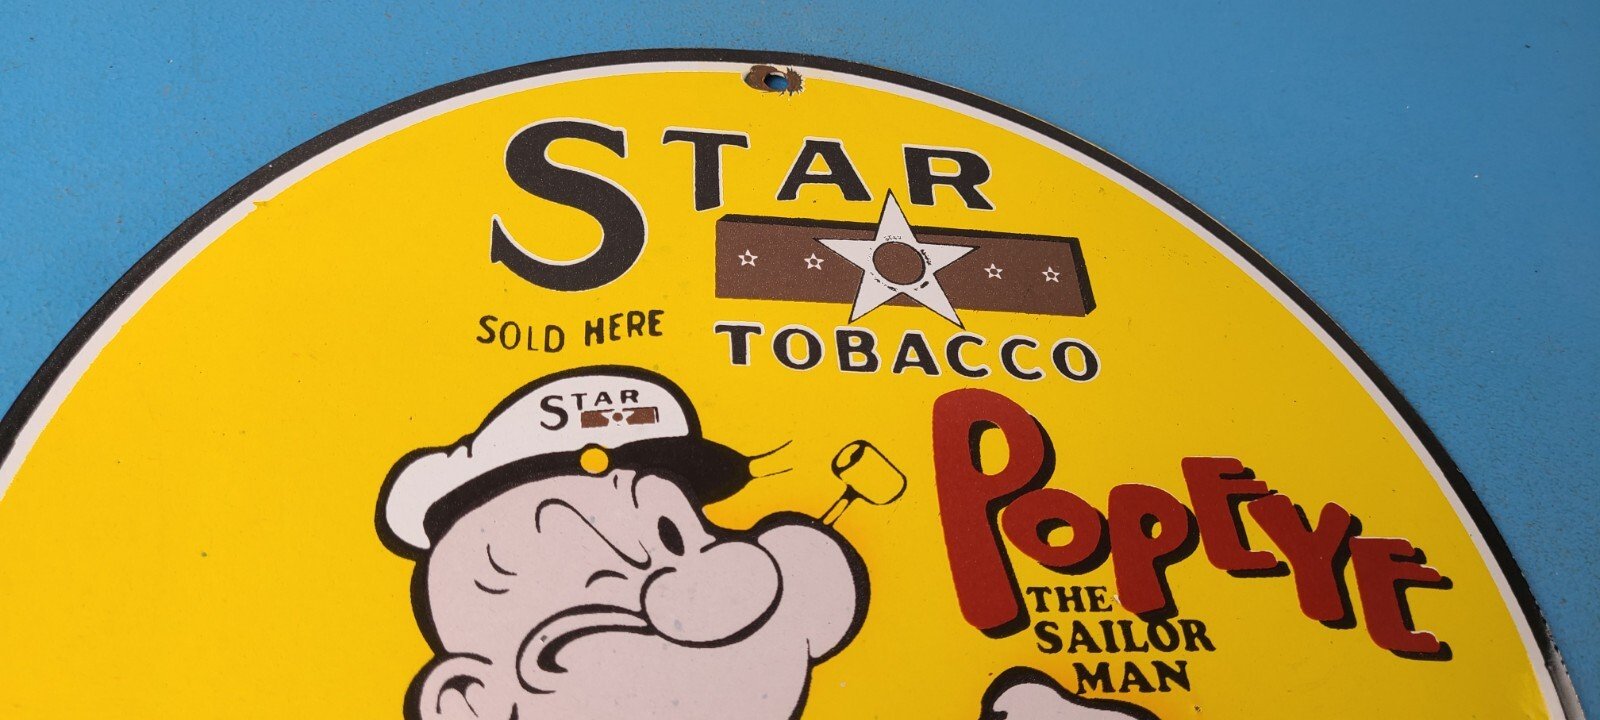 STAR
TOBACCO
SOLD HERE
STAR
POPEYE
THE
SAILOR
MAN